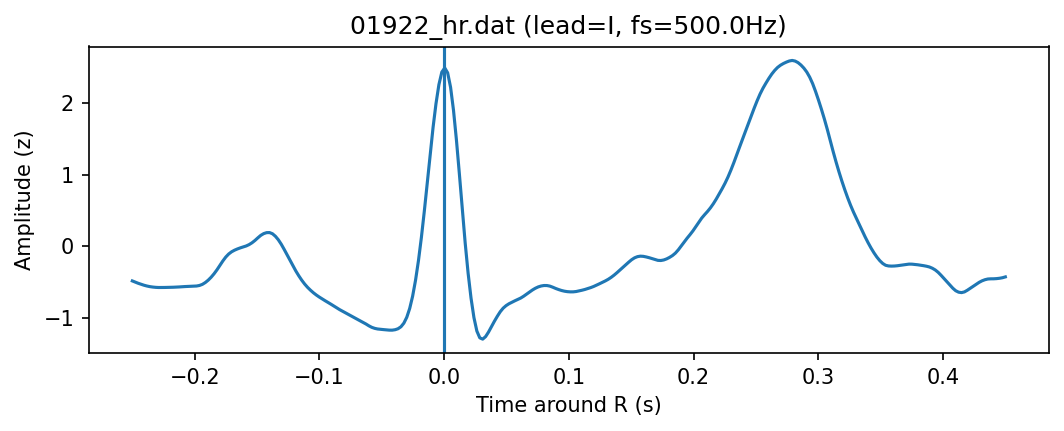 01922_hr.dat (lead=I, fs=500.0Hz)
Amplitude (z)
2
1
0
−1
−0.2 −0.1 0.0 0.1 0.2 0.3 0.4
Time around R (s)